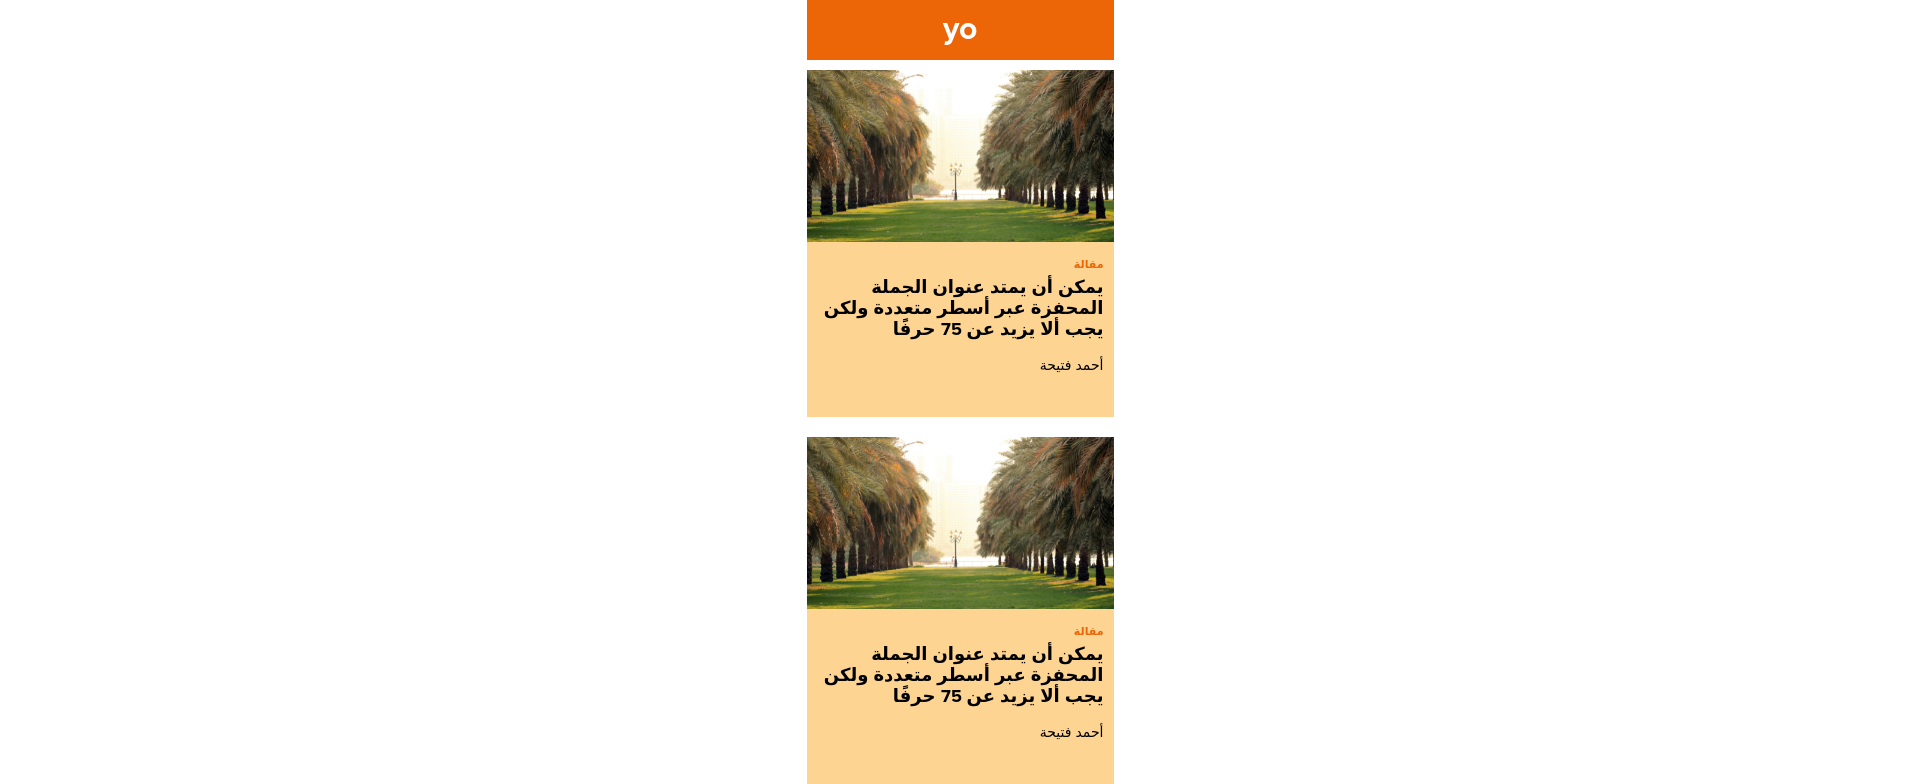 yo
مقالة
يمكن أن يمتد عنوان الجملة
المحفزة عبر أسطر متعددة ولكن
يجب ألا يزيد عن 75 حرفًا
أحمد فتيحة
مقالة
يمكن أن يمتد عنوان الجملة
المحفزة عبر أسطر متعددة ولكن
يجب ألا يزيد عن 75 حرفًا
أحمد فتيحة